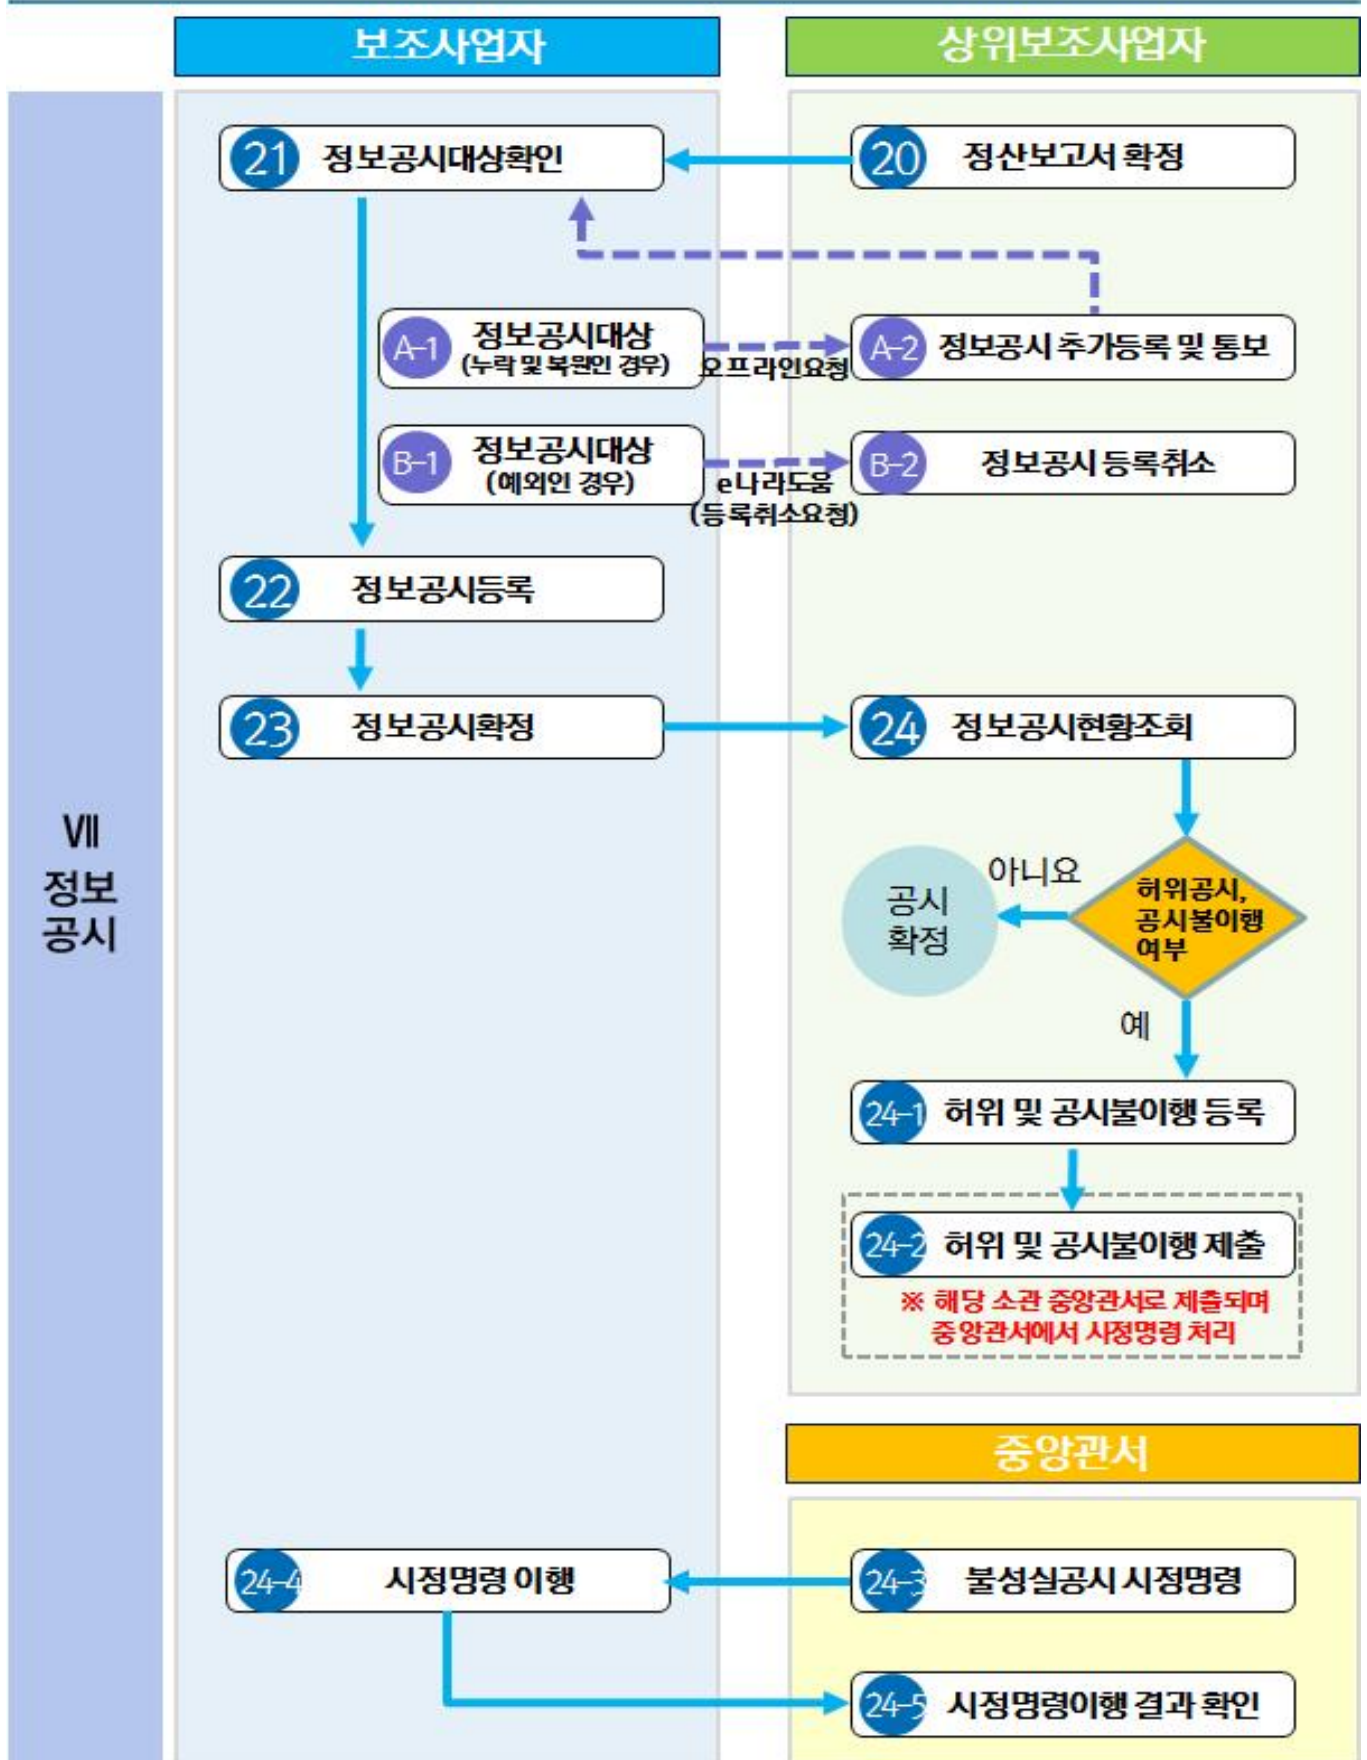 보조사업자
상위보조사업자
21 정보공시대상확인
20 정산보고서 확정
A-1 정보공시대상
(누락 및 복원인 경우)
오프라인요청
A-2 정보공시 추가등록 및 통보
B-1 정보공시대상
(예외인 경우)
e나라도움
(등록취소요청)
B-2 정보공시 등록취소
22 정보공시등록
23 정보공시확정
24 정보공시현황조회
Ⅶ
정보
공시
아니요
공시
확정
허위공시,
공시불이행
여부
예
24-1 허위 및 공시불이행 등록
24-2 허위 및 공시불이행 제출
※ 해당 소관 중앙관서로 제출되며
중앙관서에서 시정명령 처리
중앙관서
24-4 시정명령 이행
24-3 불성실공시 시정명령
24-5 시정명령이행 결과 확인